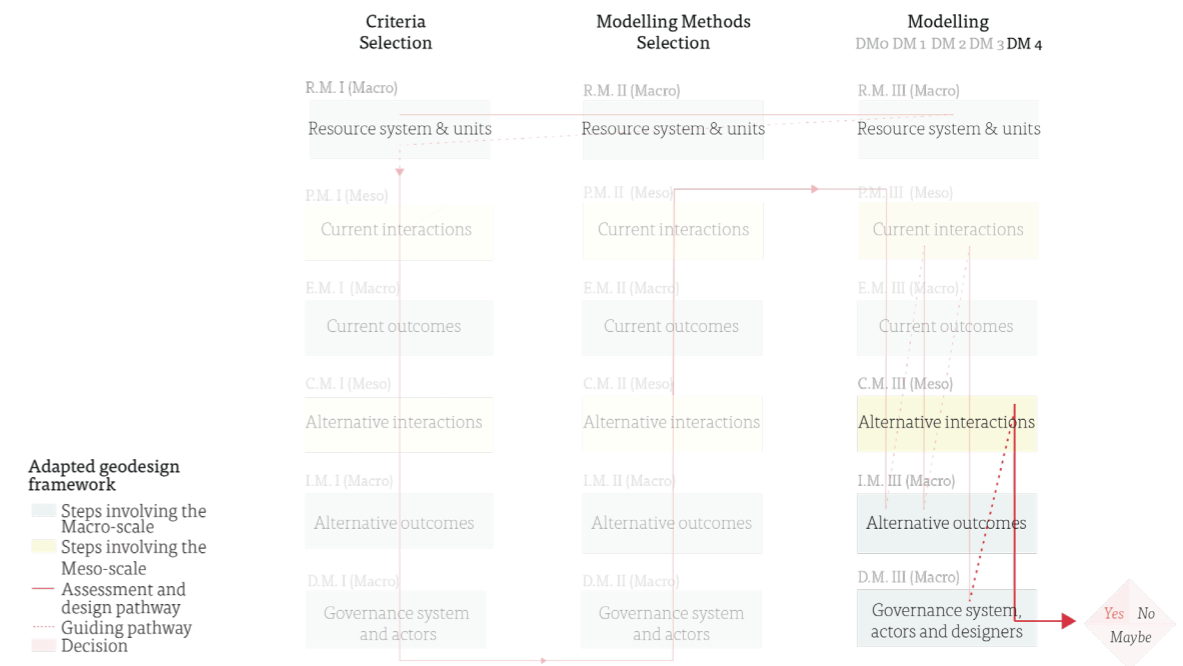 Criteria
Selection
Modelling Methods
Selection
Modelling
DM0 DM 1 DM 2 DM 3 DM 4
R.M. I (Macro)
Resource system & units
R.M. II (Macro)
Resource system & units
R.M. III (Macro)
Resource system & units
P.M. I (Meso)
Current interactions
P.M. II (Meso)
Current interactions
P.M. III (Meso)
Current interactions
E.M. I (Macro)
Current outcomes
E.M. II (Macro)
Current outcomes
E.M. III (Macro)
Current outcomes
C.M. I (Meso)
Alternative interactions
C.M. II (Meso)
Alternative interactions
C.M. III (Meso)
Alternative interactions
I.M. I (Macro)
Alternative outcomes
I.M. II (Macro)
Alternative outcomes
I.M. III (Macro)
Alternative outcomes
D.M. I (Macro)
Governance system
and actors
D.M. II (Macro)
Governance system
and actors
D.M. III (Macro)
Governance system,
actors and designers
Yes No
Maybe
Adapted geodesign
framework
Steps involving the
Macro-scale
Steps involving the
Meso-scale
Assessment and
design pathway
Guiding pathway
Decision